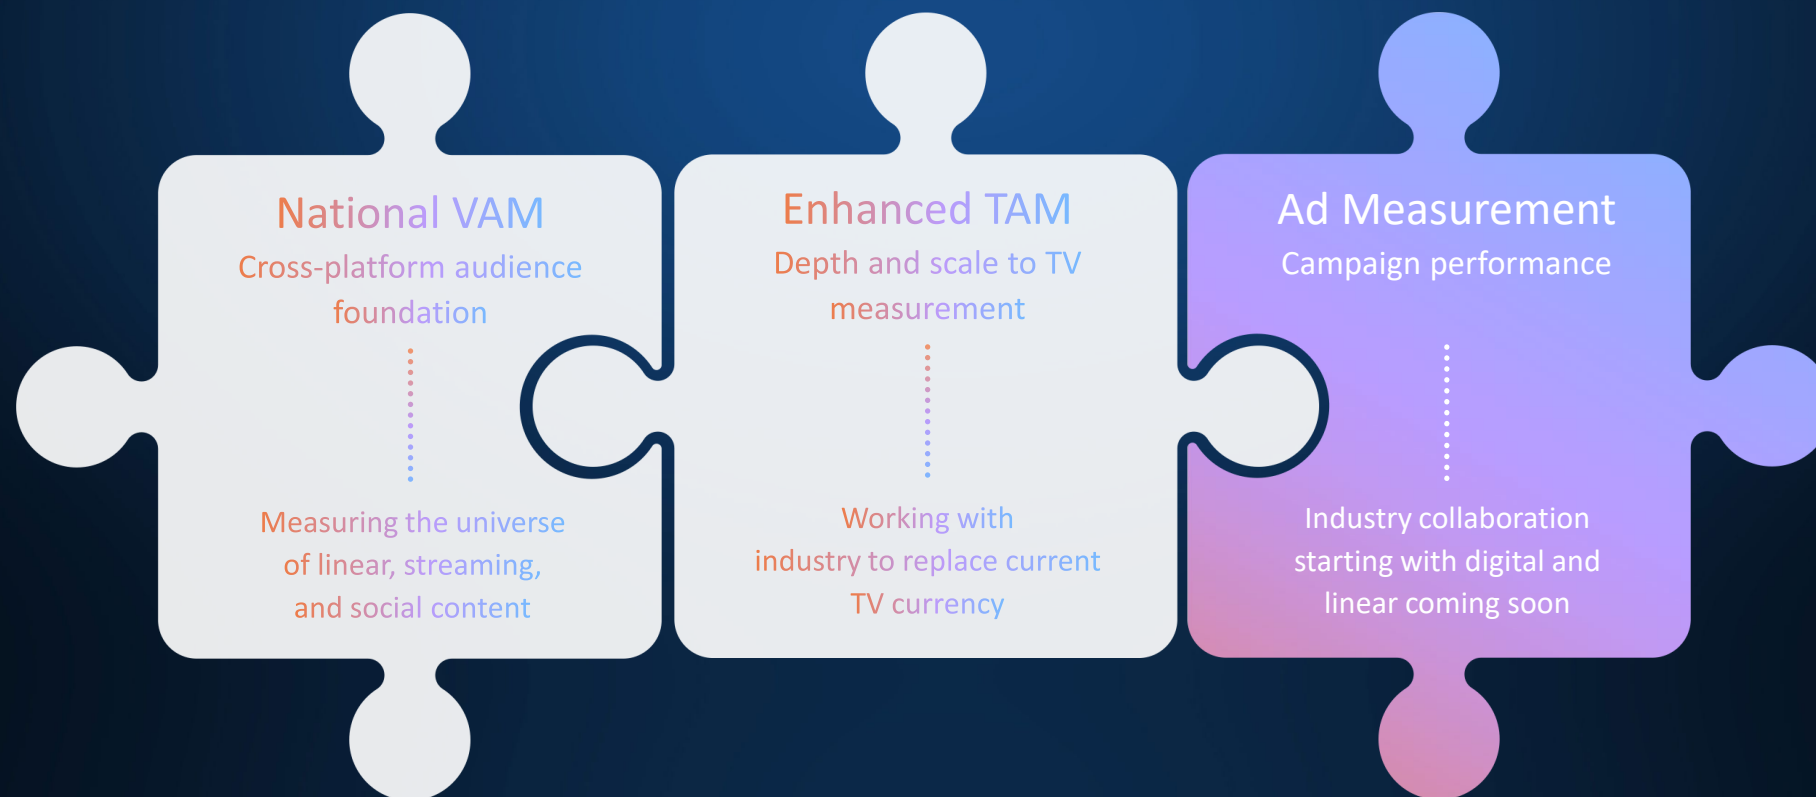 National VAM
Cross-platform audience
foundation
Measuring the universe
of linear, streaming,
and social content
Enhanced TAM
Depth and scale to TV
measurement
Working with
industry to replace current
TV currency
Ad Measurement
Campaign performance
Industry collaboration
starting with digital and
linear coming soon